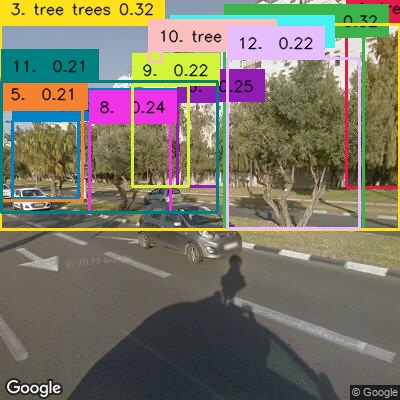 3. tree trees 0.32
0.32
10. tree
12. 0.22
11. 0.21
9. 0.22
5. 0.21
8. 0.24
0.25
© 2023 Google
Google
© Google